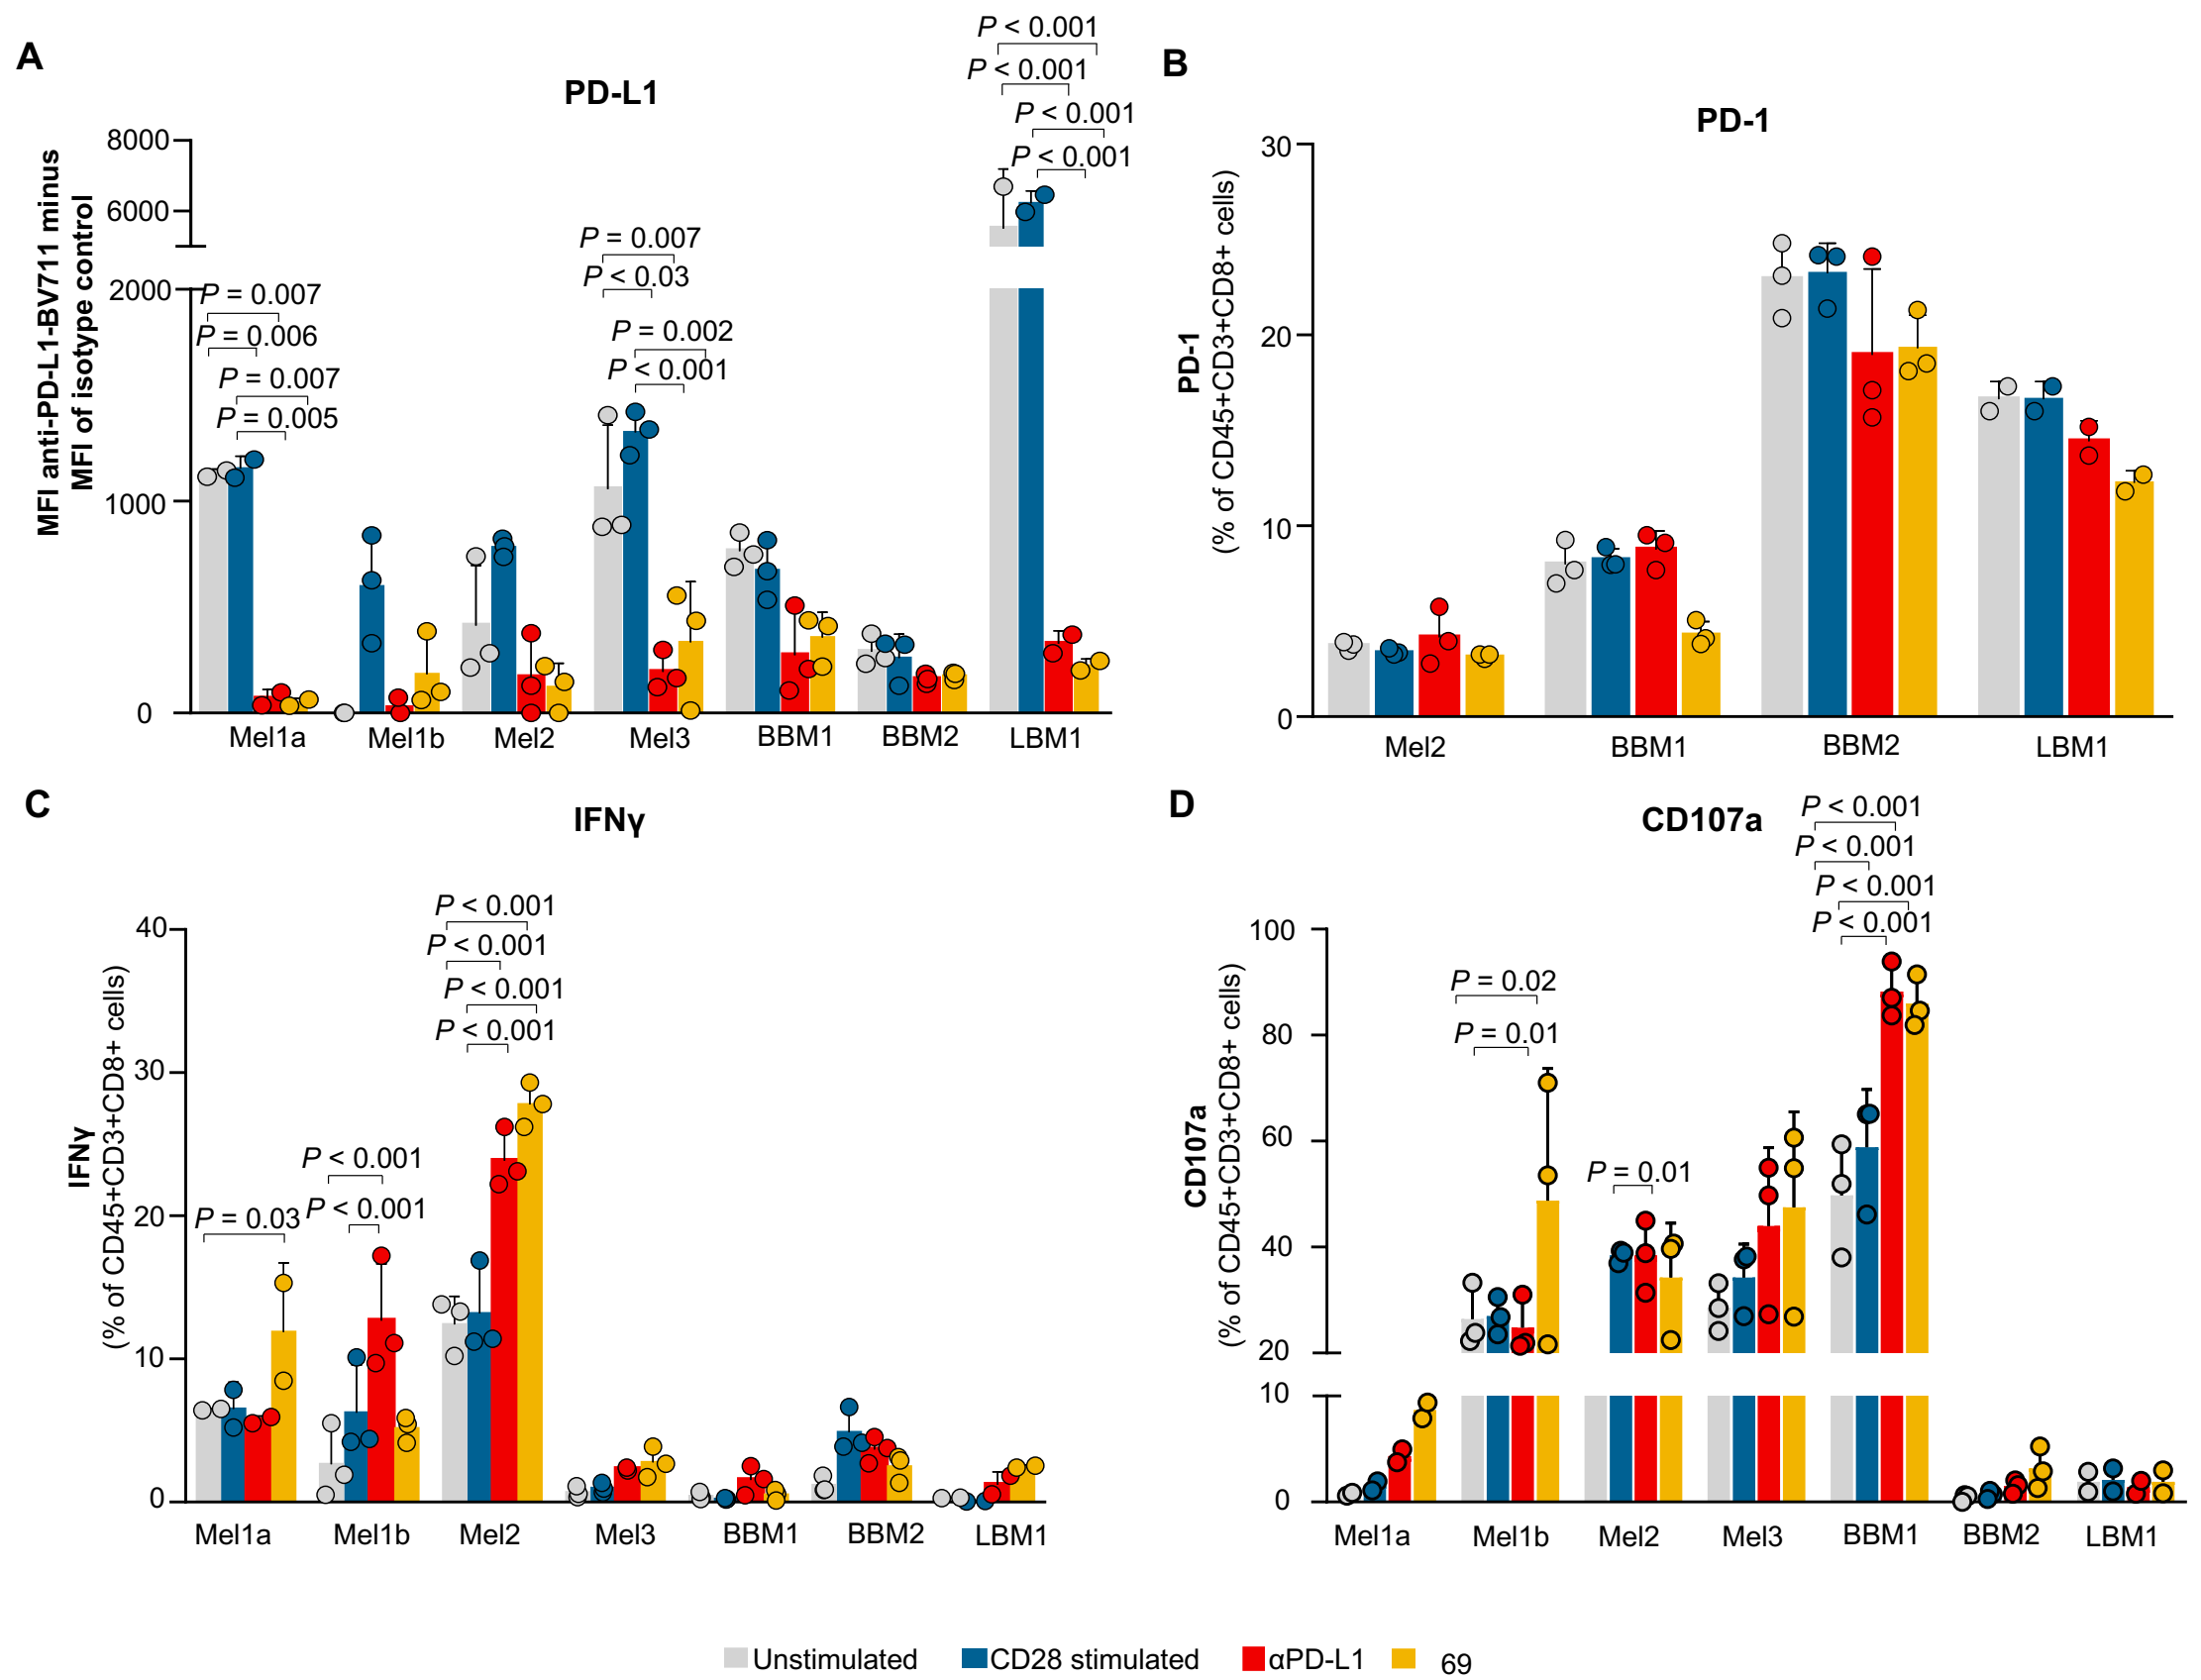 A
PD-L1
MFI anti-PD-L1-BV711 minus
MFI of isotype control
8000
6000
2000
1000
0
P = 0.007
P = 0.006
P = 0.007
P = 0.005
P = 0.007
P < 0.03
P = 0.002
P < 0.001
P < 0.001
P < 0.001
P < 0.001
P < 0.001
Mel1a
Mel1b
Mel2
Mel3
BBM1
BBM2
LBM1
B
PD-1
PD-1
(% of CD45+CD3+CD8+ cells)
30
20
10
0
Mel2
BBM1
BBM2
LBM1
C
IFNγ
IFNγ
(% of CD45+CD3+CD8+ cells)
40
30
20
10
0
P = 0.03
P < 0.001
P < 0.001
P < 0.001
P < 0.001
P < 0.001
P < 0.001
Mel1a
Mel1b
Mel2
Mel3
BBM1
BBM2
LBM1
D
CD107a
CD107a
(% of CD45+CD3+CD8+ cells)
100
80
60
40
20
10
0
P = 0.02
P = 0.01
P = 0.01
P < 0.001
P < 0.001
P < 0.001
P < 0.001
Mel1a
Mel1b
Mel2
Mel3
BBM1
BBM2
LBM1
Unstimulated
CD28 stimulated
αPD-L1
69